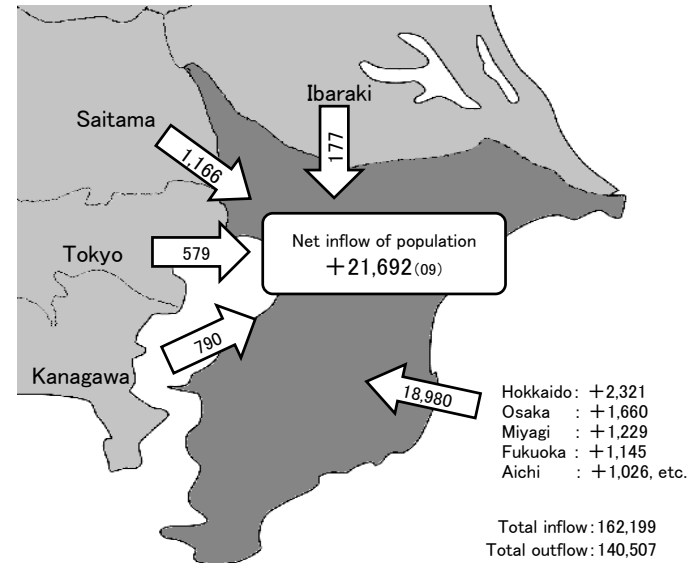 Ibaraki
Saitama
177
1,166
Net inflow of population
+21,692(09)
Tokyo
579
790
Kanagawa
18,980
Hokkaido: +2,321
Osaka : +1,660
Miyagi : +1,229
Fukuoka : +1,145
Aichi : +1,026, etc.
Total inflow:162,199
Total outflow:140,507